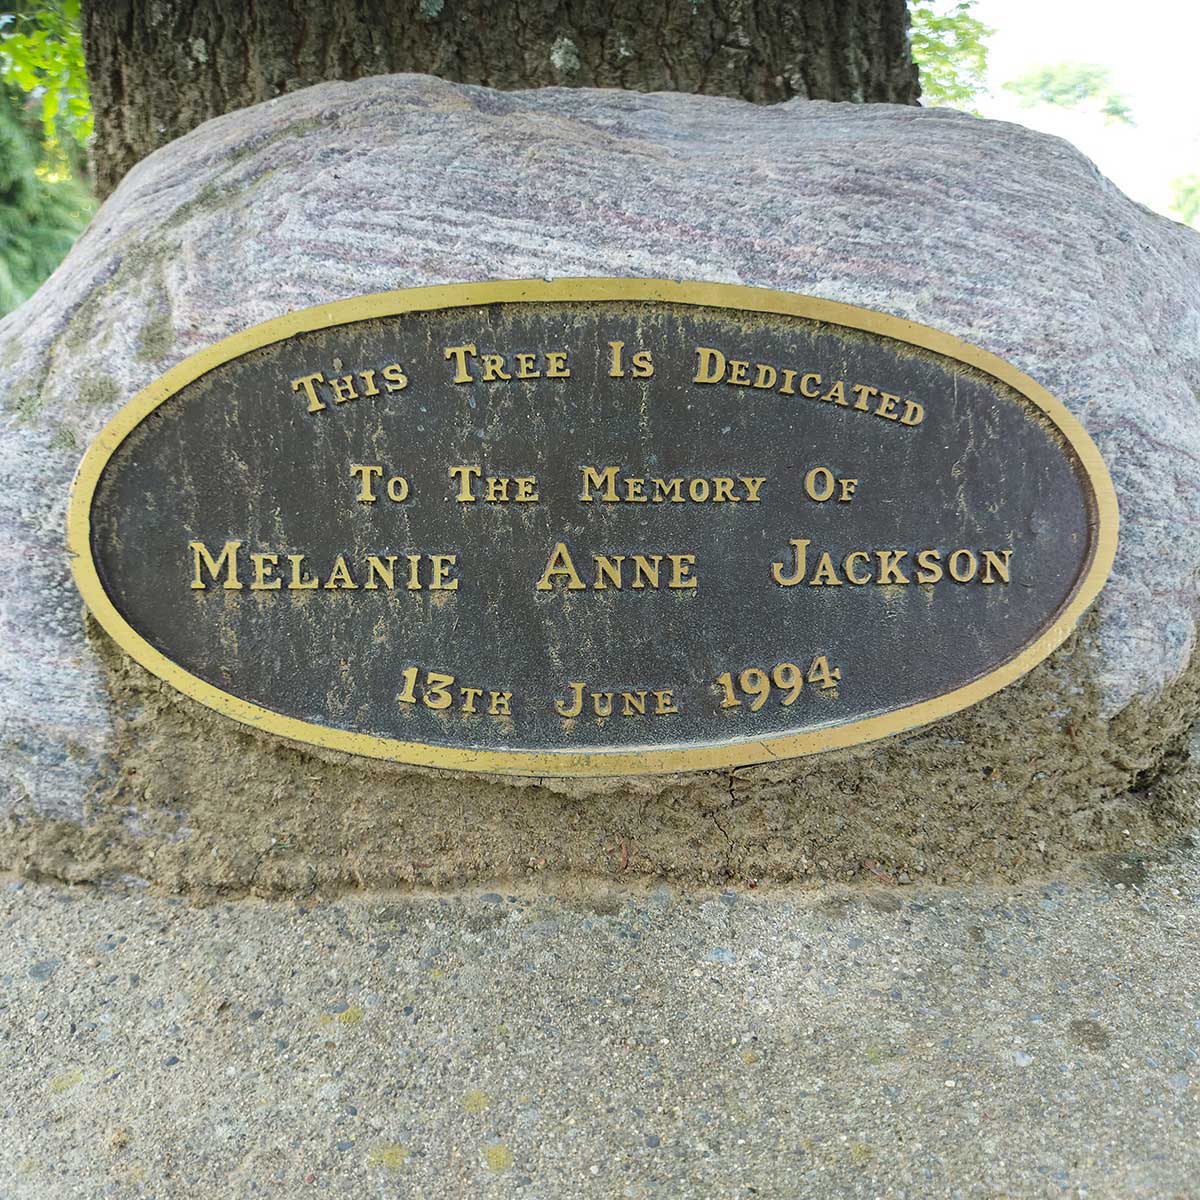 This Tree Is Dedicated
To The Memory Of
Melanie Anne Jackson
13th June 1994